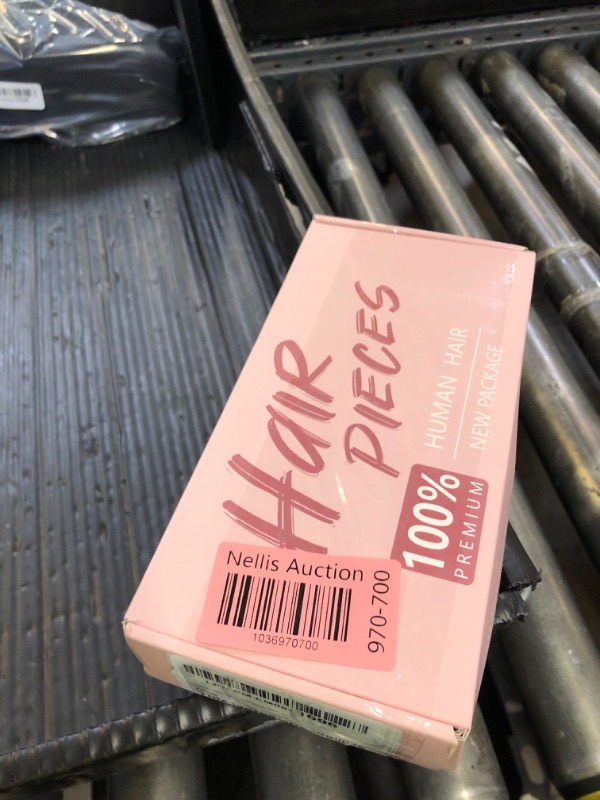 Hair
PIECES
100%
HUMAN HAIR
PREMIUM
NEW PACKAGE
Nellis Auction
1036970700
970-700